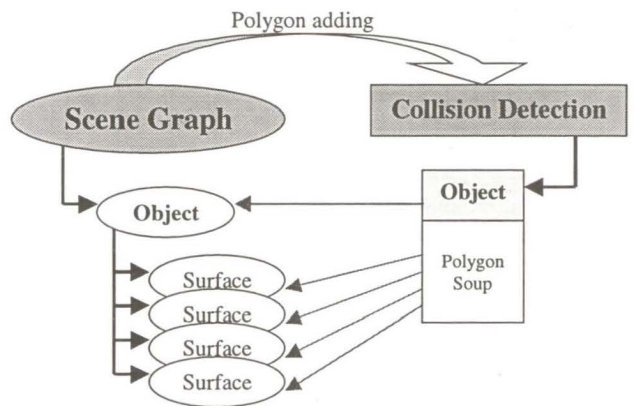 Polygon adding
Scene Graph
Collision Detection
Object
Object
Polygon
Soup
Surface
Surface
Surface
Surface